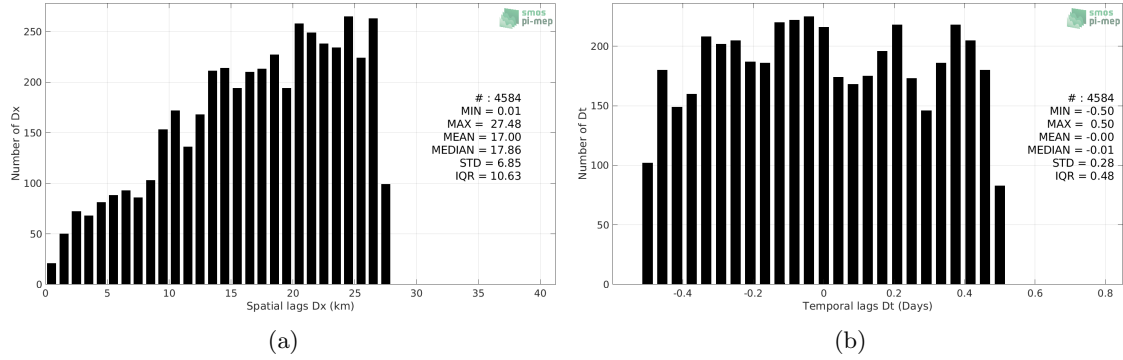 smos
pi-mep
250
200
150
100
50
0
Number of Dx
# : 4584
MIN = 0.01
MAX = 27.48
MEAN = 17.00
MEDIAN = 17.86
STD = 6.85
IQR = 10.63
0 5 10 15 20 25 30 35 40
Spatial lags Dx (km)
(a)
smos
pi-mep
200
150
100
50
0
Number of Dt
# : 4584
MIN = -0.50
MAX = 0.50
MEAN = -0.00
MEDIAN = -0.01
STD = 0.28
IQR = 0.48
-0.4 -0.2 0 0.2 0.4 0.6 0.8
Temporal lags Dt (Days)
(b)